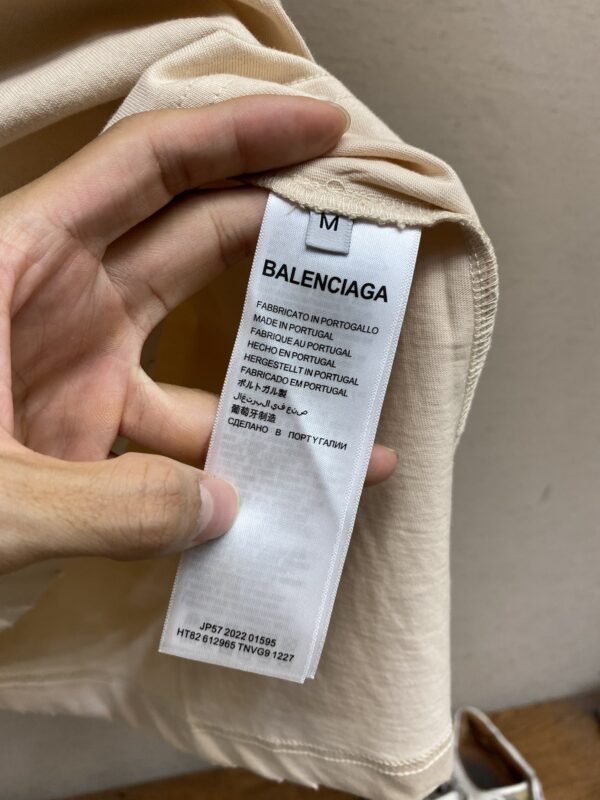 M
BALENCIAGA
FABBRICATO IN PORTOGALLO
MADE IN PORTUGAL
FABRIQUE AU PORTUGAL
HECHO EN PORTUGAL
HERGESTELLT IN PORTUGAL
FABRICADO EM PORTUGAL
ポルトガル製
صنع في البرتغال
葡萄牙制造
СДЕЛАНО В ПОРТУГАЛИИ
JP57 2022 01595
HT82 612965 TNVG9 1227